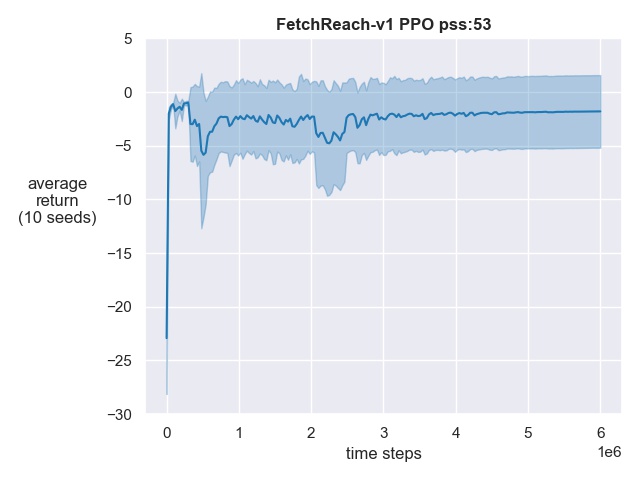 FetchReach-v1 PPO pss:53
5
0
−5
−10
−15
−20
−25
−30
average
return
(10 seeds)
0 1 2 3 4 5 6
1e6
time steps